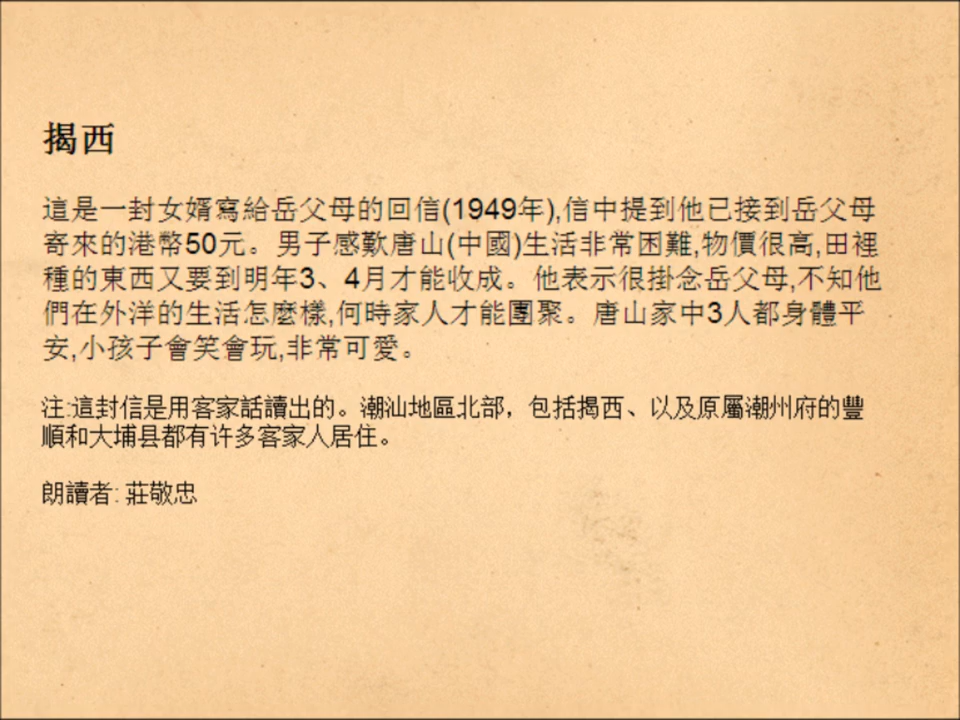 揭西
這是一封女婿寫給岳父母的回信(1949年),信中提到他已接到岳父母
寄來的港幣50元。男子感歎唐山(中國)生活非常困難,物價很高,田裡
種的東西又要到明年3、4月才能收成。他表示很掛念岳父母,不知他
們在外洋的生活怎麼樣,何時家人才能團聚。唐山家中3人都身體平
安,小孩子會笑會玩,非常可愛。
注:這封信是用客家話讀出的。潮汕地區北部，包括揭西、以及原屬潮州府的豐
順和大埔县都有许多客家人居住。
朗讀者: 莊敬忠